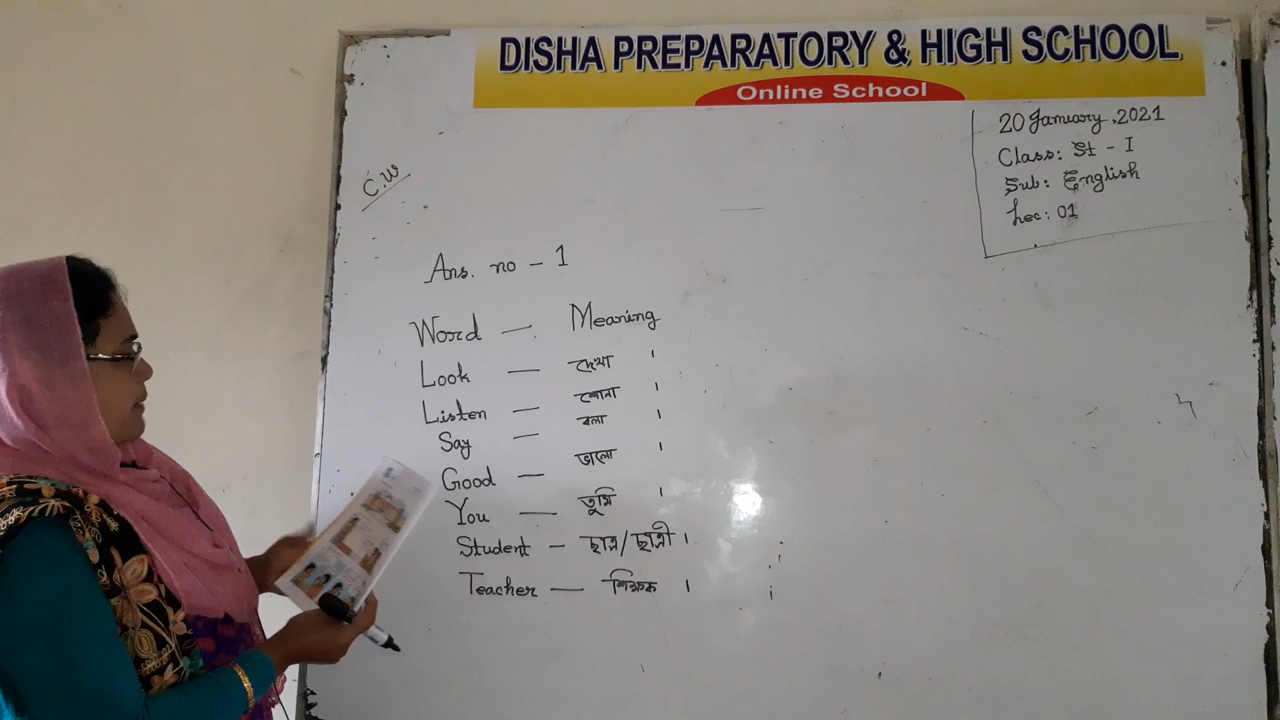 DISHA PREPARATORY & HIGH SCHOOL
Online School
20 January, 2021
Class: St - I
Sub: English
Lec: 01
C.W
Ans. no - 1
Word — Meaning
Look — দেখা ।
Listen — শোনা ।
Say — বলা ।
Good — ভালো ।
You — তুমি ।
Student - ছাত্র/ছাত্রী ।
Teacher — শিক্ষক ।